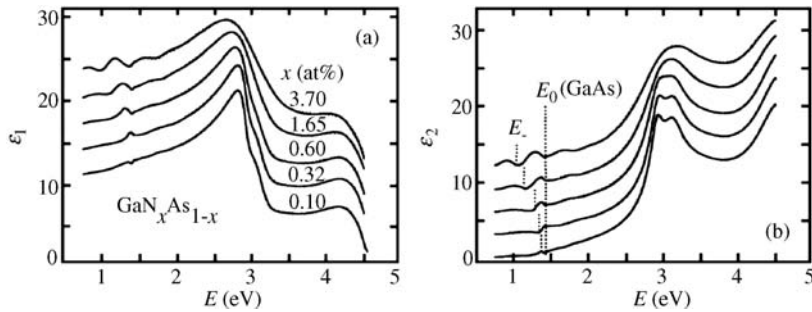 30
20
10
0
ε₁
(a)
x (at%)
3.70
1.65
0.60
0.32
0.10
GaNₓAs₁₋ₓ
1 2 3 4 5
E (eV)
30
20
10
0
ε₂
E₀(GaAs)
E₋
(b)
1 2 3 4 5
E (eV)